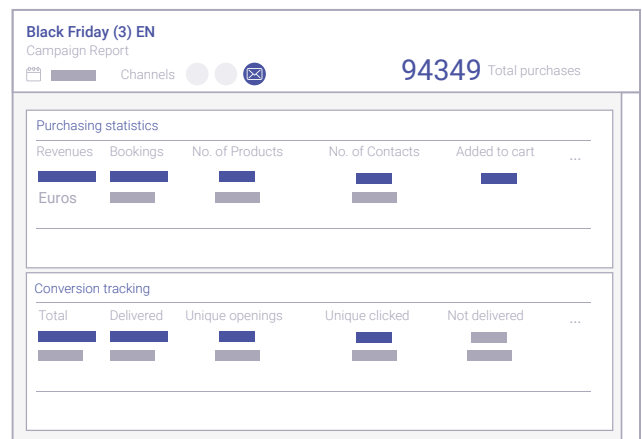 Black Friday (3) EN
Campaign Report
Channels
94349 Total purchases
Purchasing statistics
Revenues Bookings No. of Products No. of Contacts Added to cart ...
Euros
Conversion tracking
Total Delivered Unique openings Unique clicked Not delivered ...